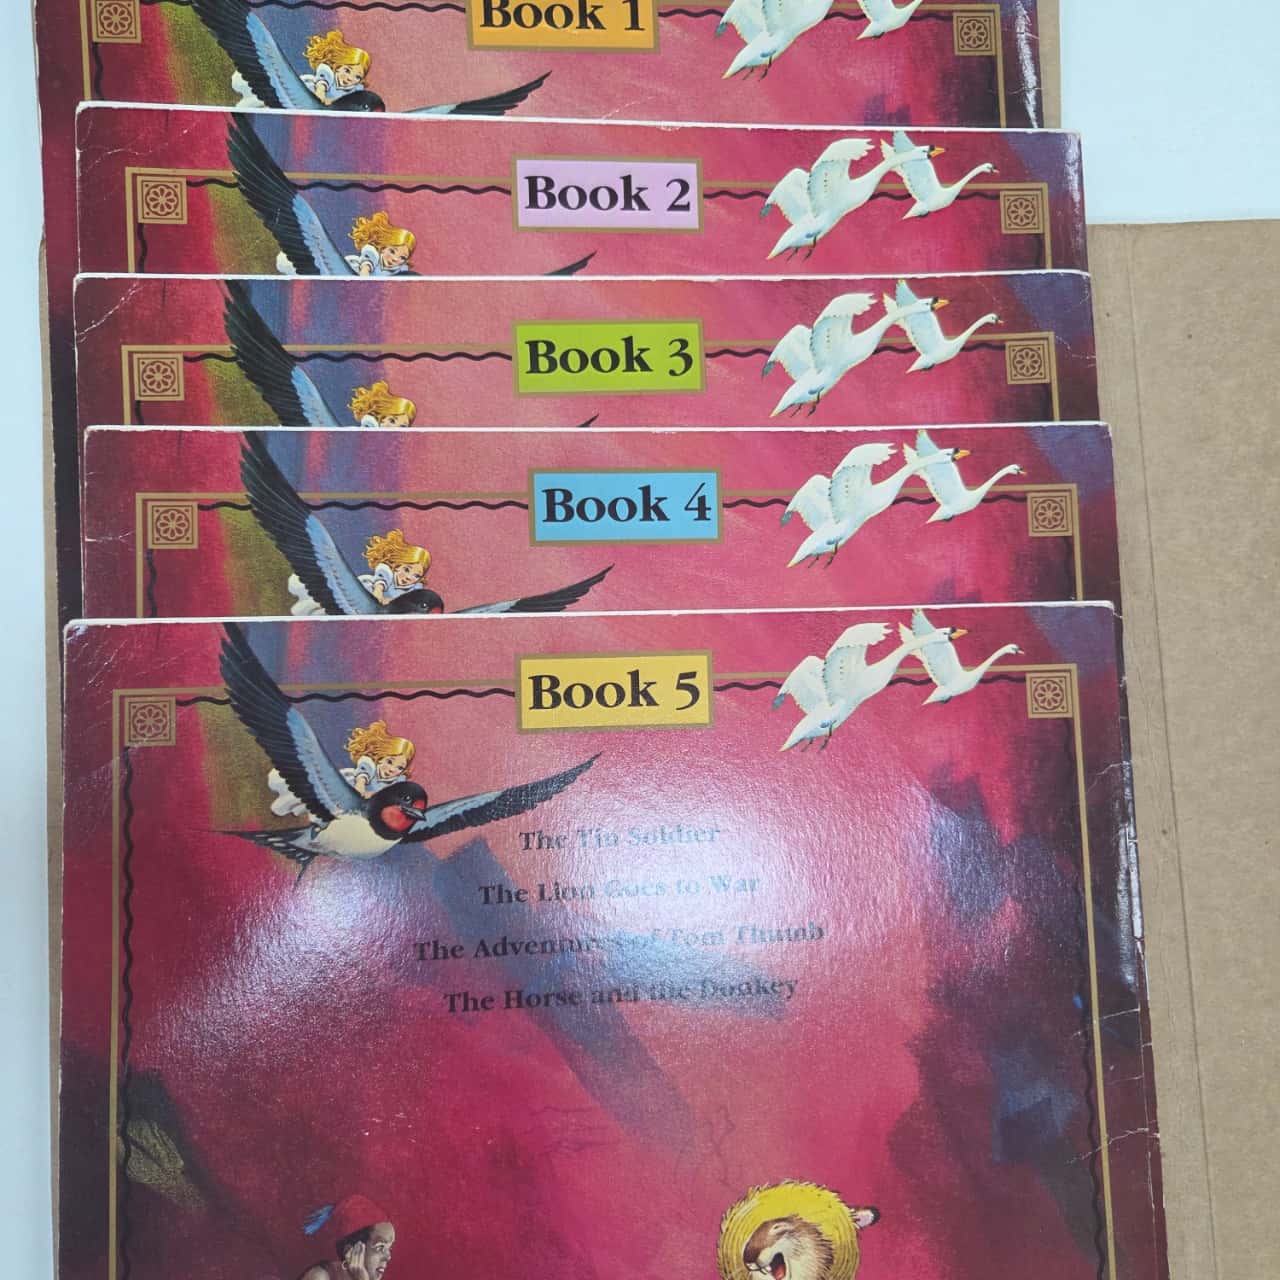 Book 1
Book 2
Book 3
Book 4
Book 5
The Tin Soldier
The Lion Goes to War
The Adventures of Tom Thumb
The Horse and the Donkey